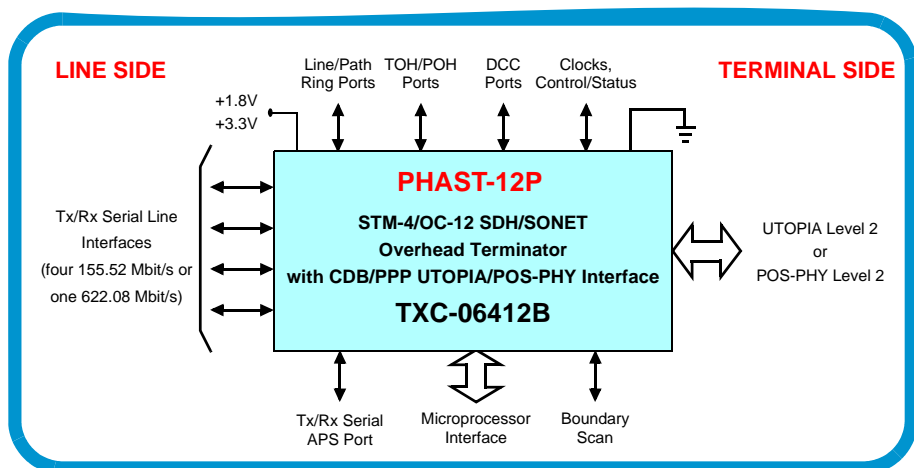 LINE SIDE
TERMINAL SIDE
Line/Path
Ring Ports
TOH/POH
Ports
DCC
Ports
Clocks,
Control/Status
+1.8V
+3.3V
PHAST-12P
STM-4/OC-12 SDH/SONET
Overhead Terminator
with CDB/PPP UTOPIA/POS-PHY Interface
TXC-06412B
Tx/Rx Serial Line
Interfaces
(four 155.52 Mbit/s or
one 622.08 Mbit/s)
UTOPIA Level 2
or
POS-PHY Level 2
Tx/Rx Serial
APS Port
Microprocessor
Interface
Boundary
Scan